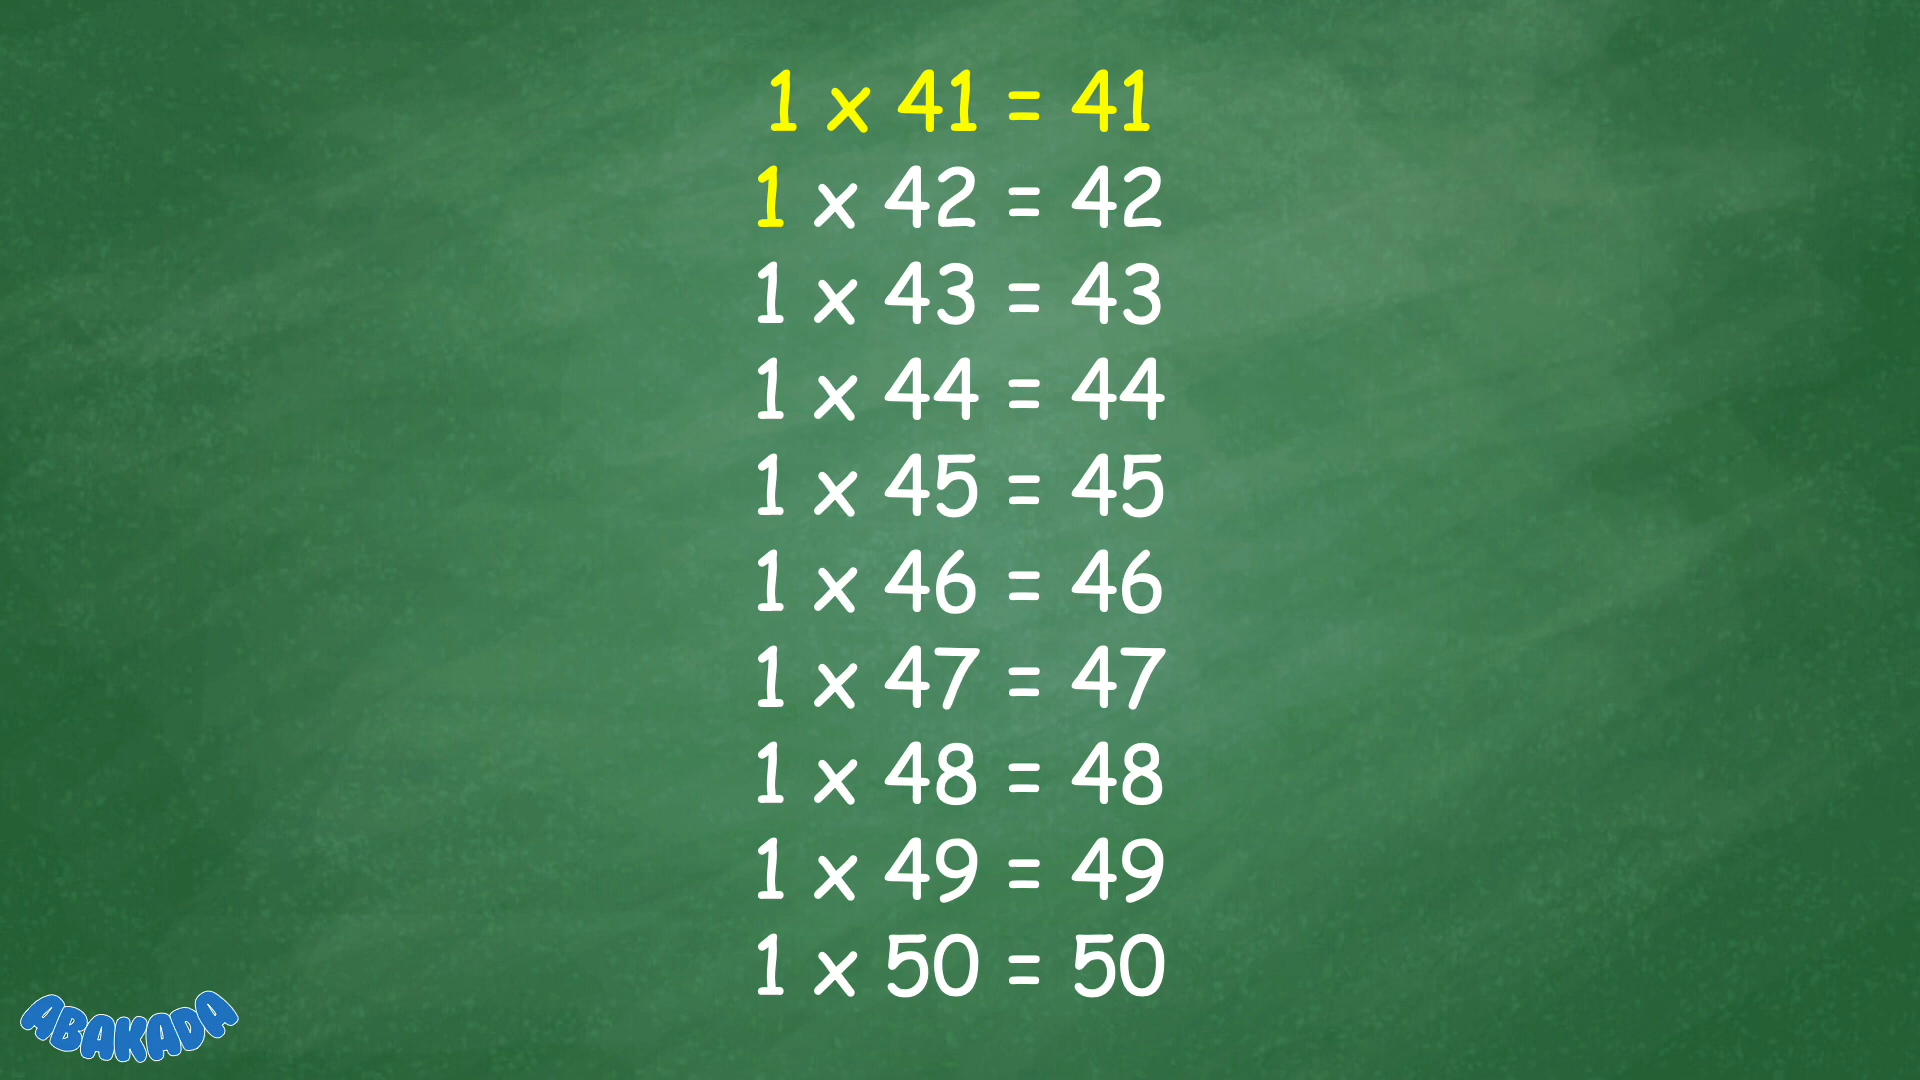 1 x 41 = 41
1 x 42 = 42
1 x 43 = 43
1 x 44 = 44
1 x 45 = 45
1 x 46 = 46
1 x 47 = 47
1 x 48 = 48
1 x 49 = 49
1 x 50 = 50
ABAKADA